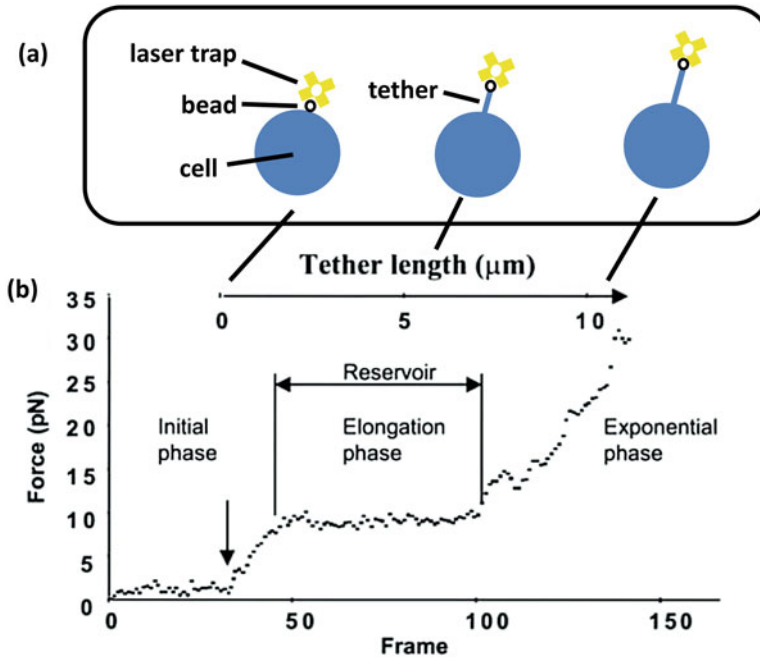 (a)
laser trap
bead
cell
tether
Tether length (μm)
0 5 10
(b)
35
30
25
20
15
10
5
0
Force (pN)
Reservoir
Initial
phase
Elongation
phase
Exponential
phase
50 100 150
Frame